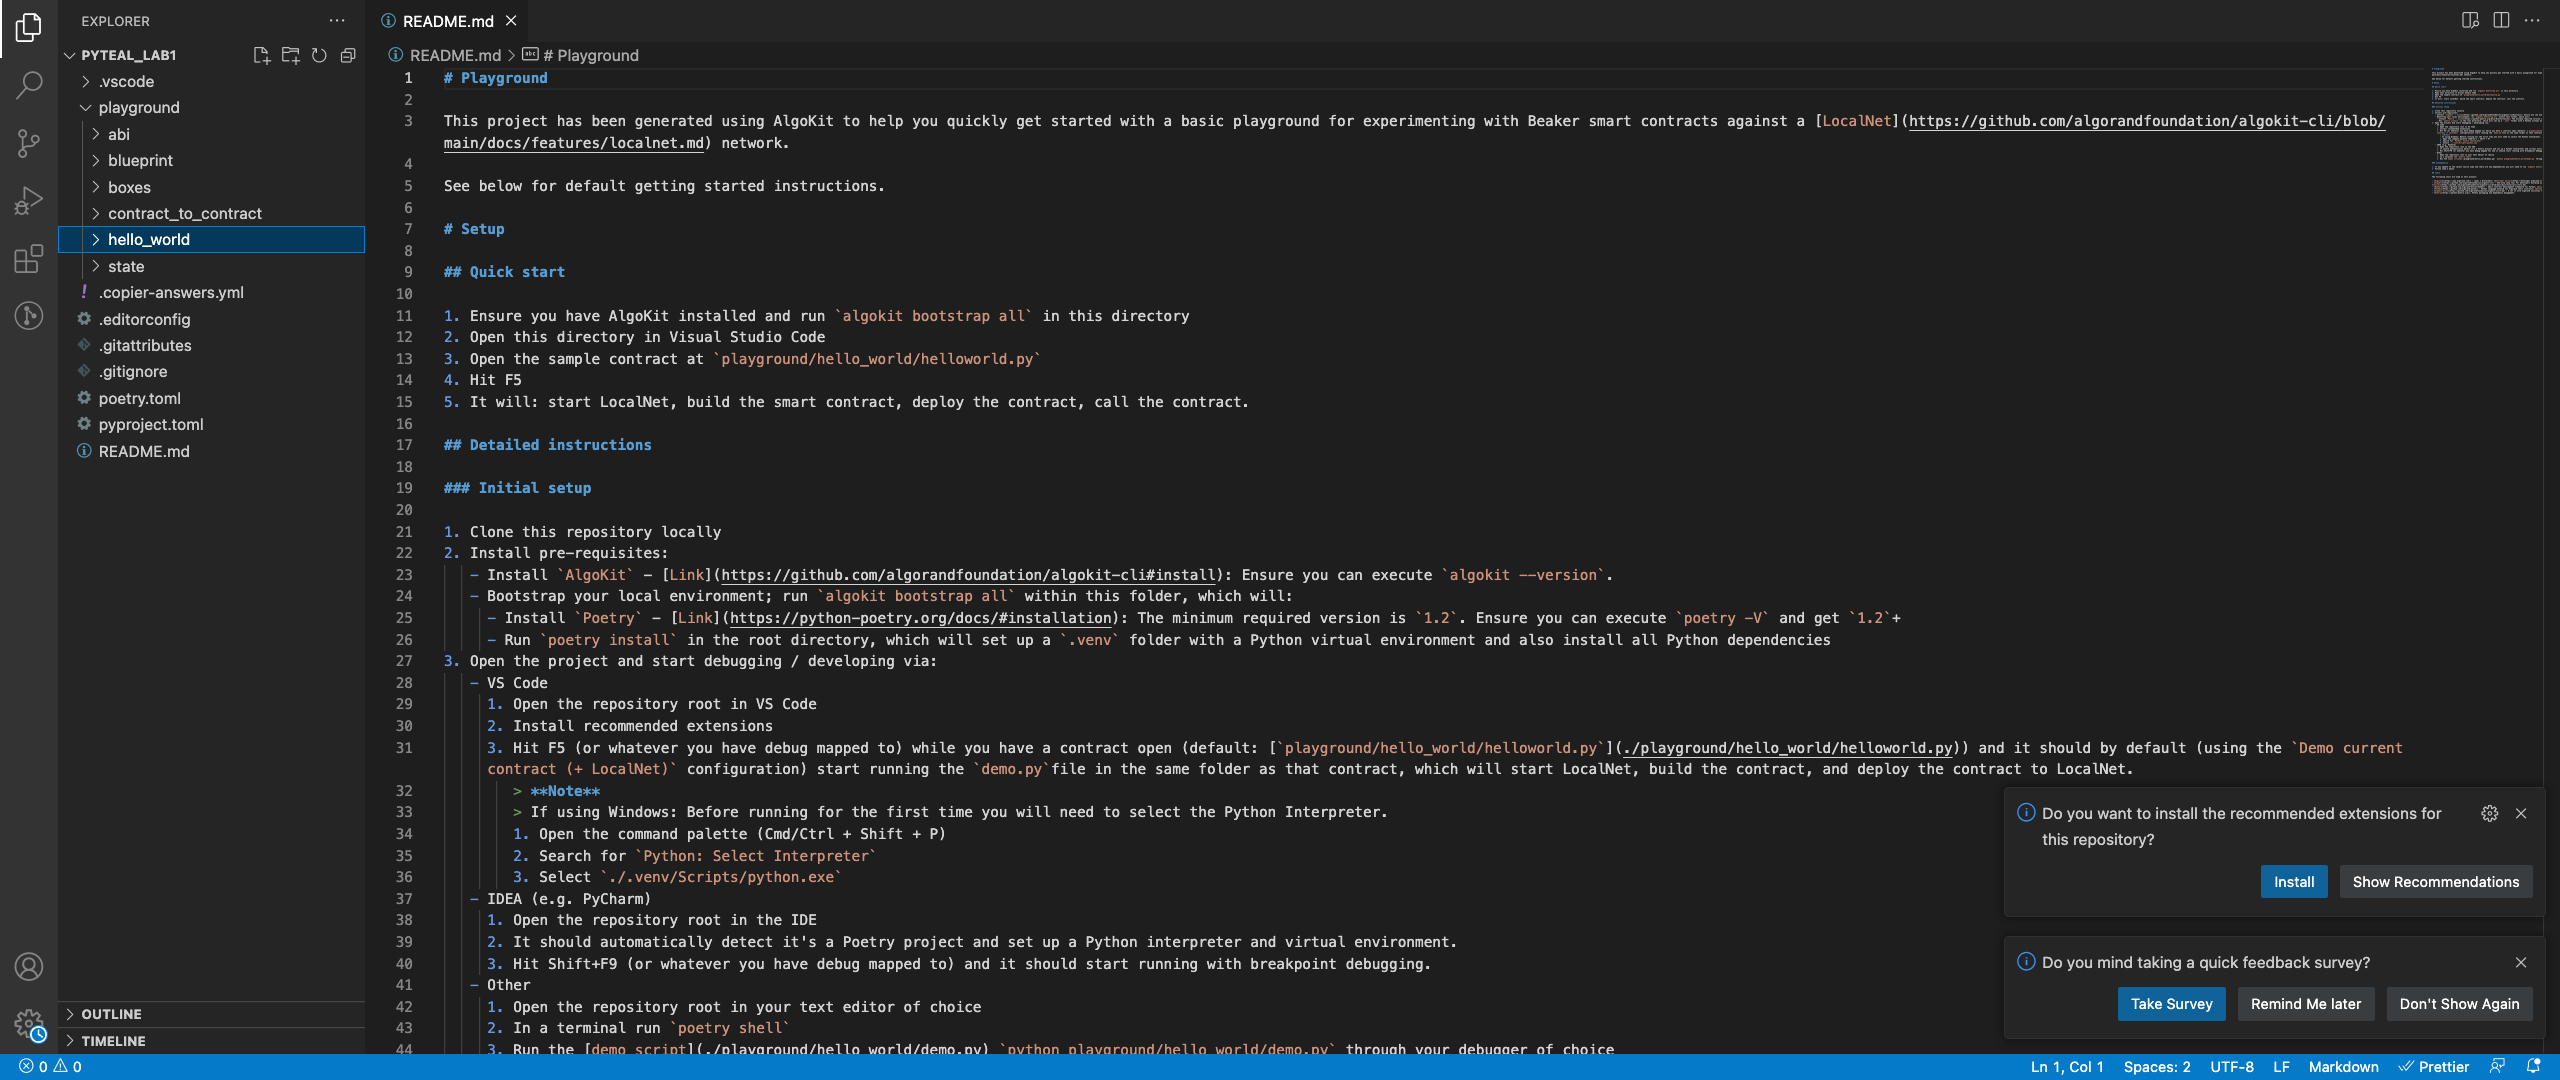 EXPLORER
PYTEAL_LAB1
.vscode
playground
abi
blueprint
boxes
contract_to_contract
hello_world
state
.copier-answers.yml
.editorconfig
.gitattributes
.gitignore
poetry.toml
pyproject.toml
README.md
OUTLINE
TIMELINE
README.md
README.md > # Playground
1 # Playground
2
3 This project has been generated using AlgoKit to help you quickly get started with a basic playground for experimenting with Beaker smart contracts against a [LocalNet](https://github.com/algorandfoundation/algokit-cli/blob/
main/docs/features/localnet.md) network.
4
5 See below for default getting started instructions.
6
7 # Setup
8
9 ## Quick start
10
11 1. Ensure you have AlgoKit installed and run `algokit bootstrap all` in this directory
12 2. Open this directory in Visual Studio Code
13 3. Open the sample contract at `playground/hello_world/helloworld.py`
14 4. Hit F5
15 5. It will: start LocalNet, build the smart contract, deploy the contract, call the contract.
16
17 ## Detailed instructions
18
19 ### Initial setup
20
21 1. Clone this repository locally
22 2. Install pre-requisites:
23 - Install `AlgoKit` - [Link](https://github.com/algorandfoundation/algokit-cli#install): Ensure you can execute `algokit --version`.
24 - Bootstrap your local environment; run `algokit bootstrap all` within this folder, which will:
25 - Install `Poetry` - [Link](https://python-poetry.org/docs/#installation): The minimum required version is `1.2`. Ensure you can execute `poetry -V` and get `1.2`+
26 - Run `poetry install` in the root directory, which will set up a `.venv` folder with a Python virtual environment and also install all Python dependencies
27 3. Open the project and start debugging / developing via:
28 - VS Code
29 1. Open the repository root in VS Code
30 2. Install recommended extensions
31 3. Hit F5 (or whatever you have debug mapped to) while you have a contract open (default: [`playground/hello_world/helloworld.py`](./playground/hello_world/helloworld.py)) and it should by default (using the `Demo current
contract (+ LocalNet)` configuration) start running the `demo.py`file in the same folder as that contract, which will start LocalNet, build the contract, and deploy the contract to LocalNet.
32 > **Note**
33 > If using Windows: Before running for the first time you will need to select the Python Interpreter.
34 1. Open the command palette (Cmd/Ctrl + Shift + P)
35 2. Search for `Python: Select Interpreter`
36 3. Select `./.venv/Scripts/python.exe`
37 - IDEA (e.g. PyCharm)
38 1. Open the repository root in the IDE
39 2. It should automatically detect it's a Poetry project and set up a Python interpreter and virtual environment.
40 3. Hit Shift+F9 (or whatever you have debug mapped to) and it should start running with breakpoint debugging.
41 - Other
42 1. Open the repository root in your text editor of choice
43 2. In a terminal run `poetry shell`
44 3. Run the [demo script](./playground/hello_world/demo.py) `python playground/hello_world/demo.py` through your debugger of choice
Do you want to install the recommended extensions for
this repository?
Install
Show Recommendations
Do you mind taking a quick feedback survey?
Take Survey
Remind Me later
Don't Show Again
0 0
Ln 1, Col 1
Spaces: 2
UTF-8
LF
Markdown
Prettier